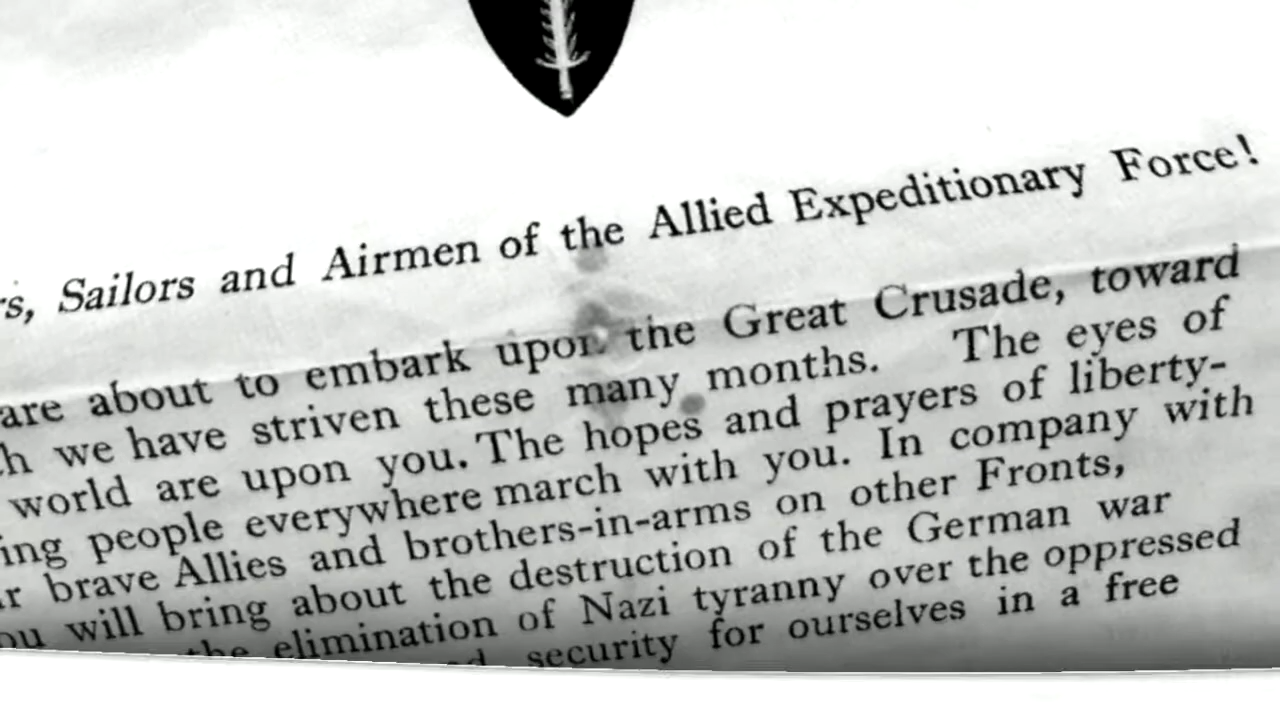 Sailors and Airmen of the Allied Expeditionary Force!
are about to embark upon the Great Crusade, toward
we have striven these many months. The eyes of
world are upon you. The hopes and prayers of liberty-
people everywhere march with you. In company with
brave Allies and brothers-in-arms on other Fronts,
will bring about the destruction of the German war
the elimination of Nazi tyranny over the oppressed
security for ourselves in a free